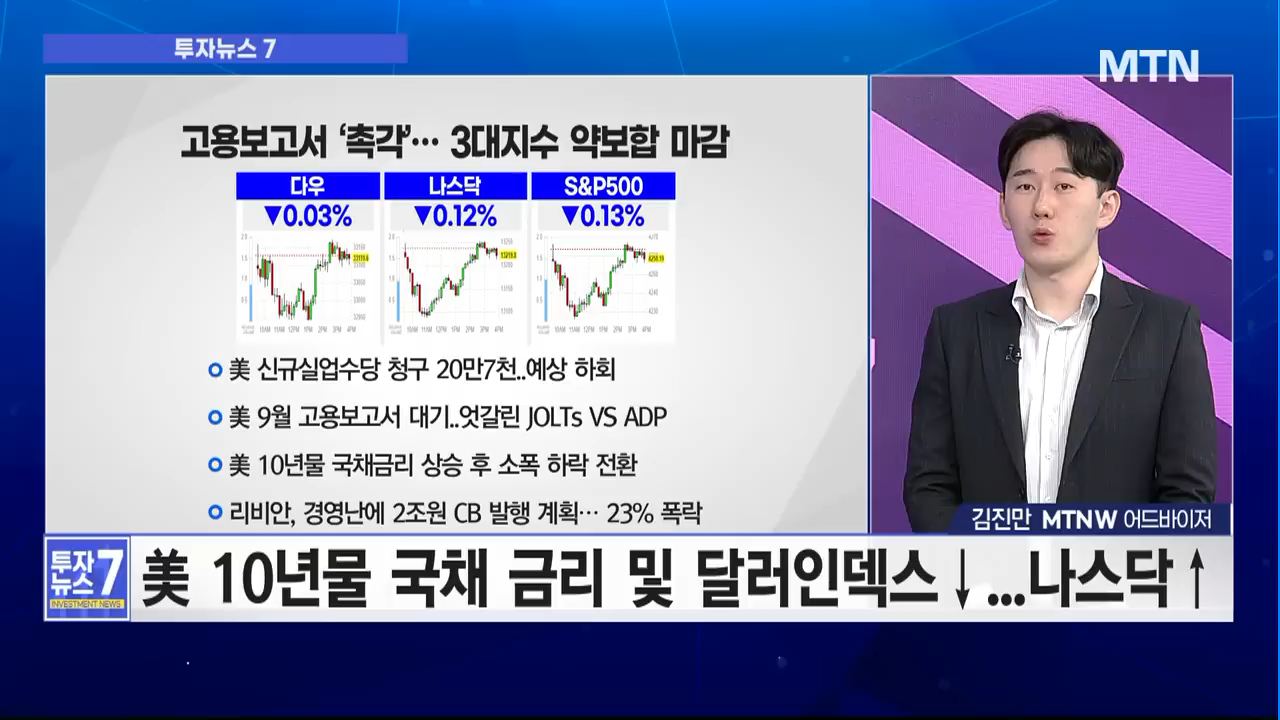 투자뉴스 7
MTN
고용보고서 ‘촉각’… 3대지수 약보합 마감
다우 나스닥 S&P500
▼0.03% ▼0.12% ▼0.13%
美 신규실업수당 청구 20만7천..예상 하회
美 9월 고용보고서 대기..엇갈린 JOLTs VS ADP
美 10년물 국채금리 상승 후 소폭 하락 전환
리비안, 경영난에 2조원 CB 발행 계획… 23% 폭락
김진만 MTNW 어드바이저
투자
뉴스 7
INVESTMENT NEWS
美 10년물 국채 금리 및 달러인덱스↓...나스닥↑